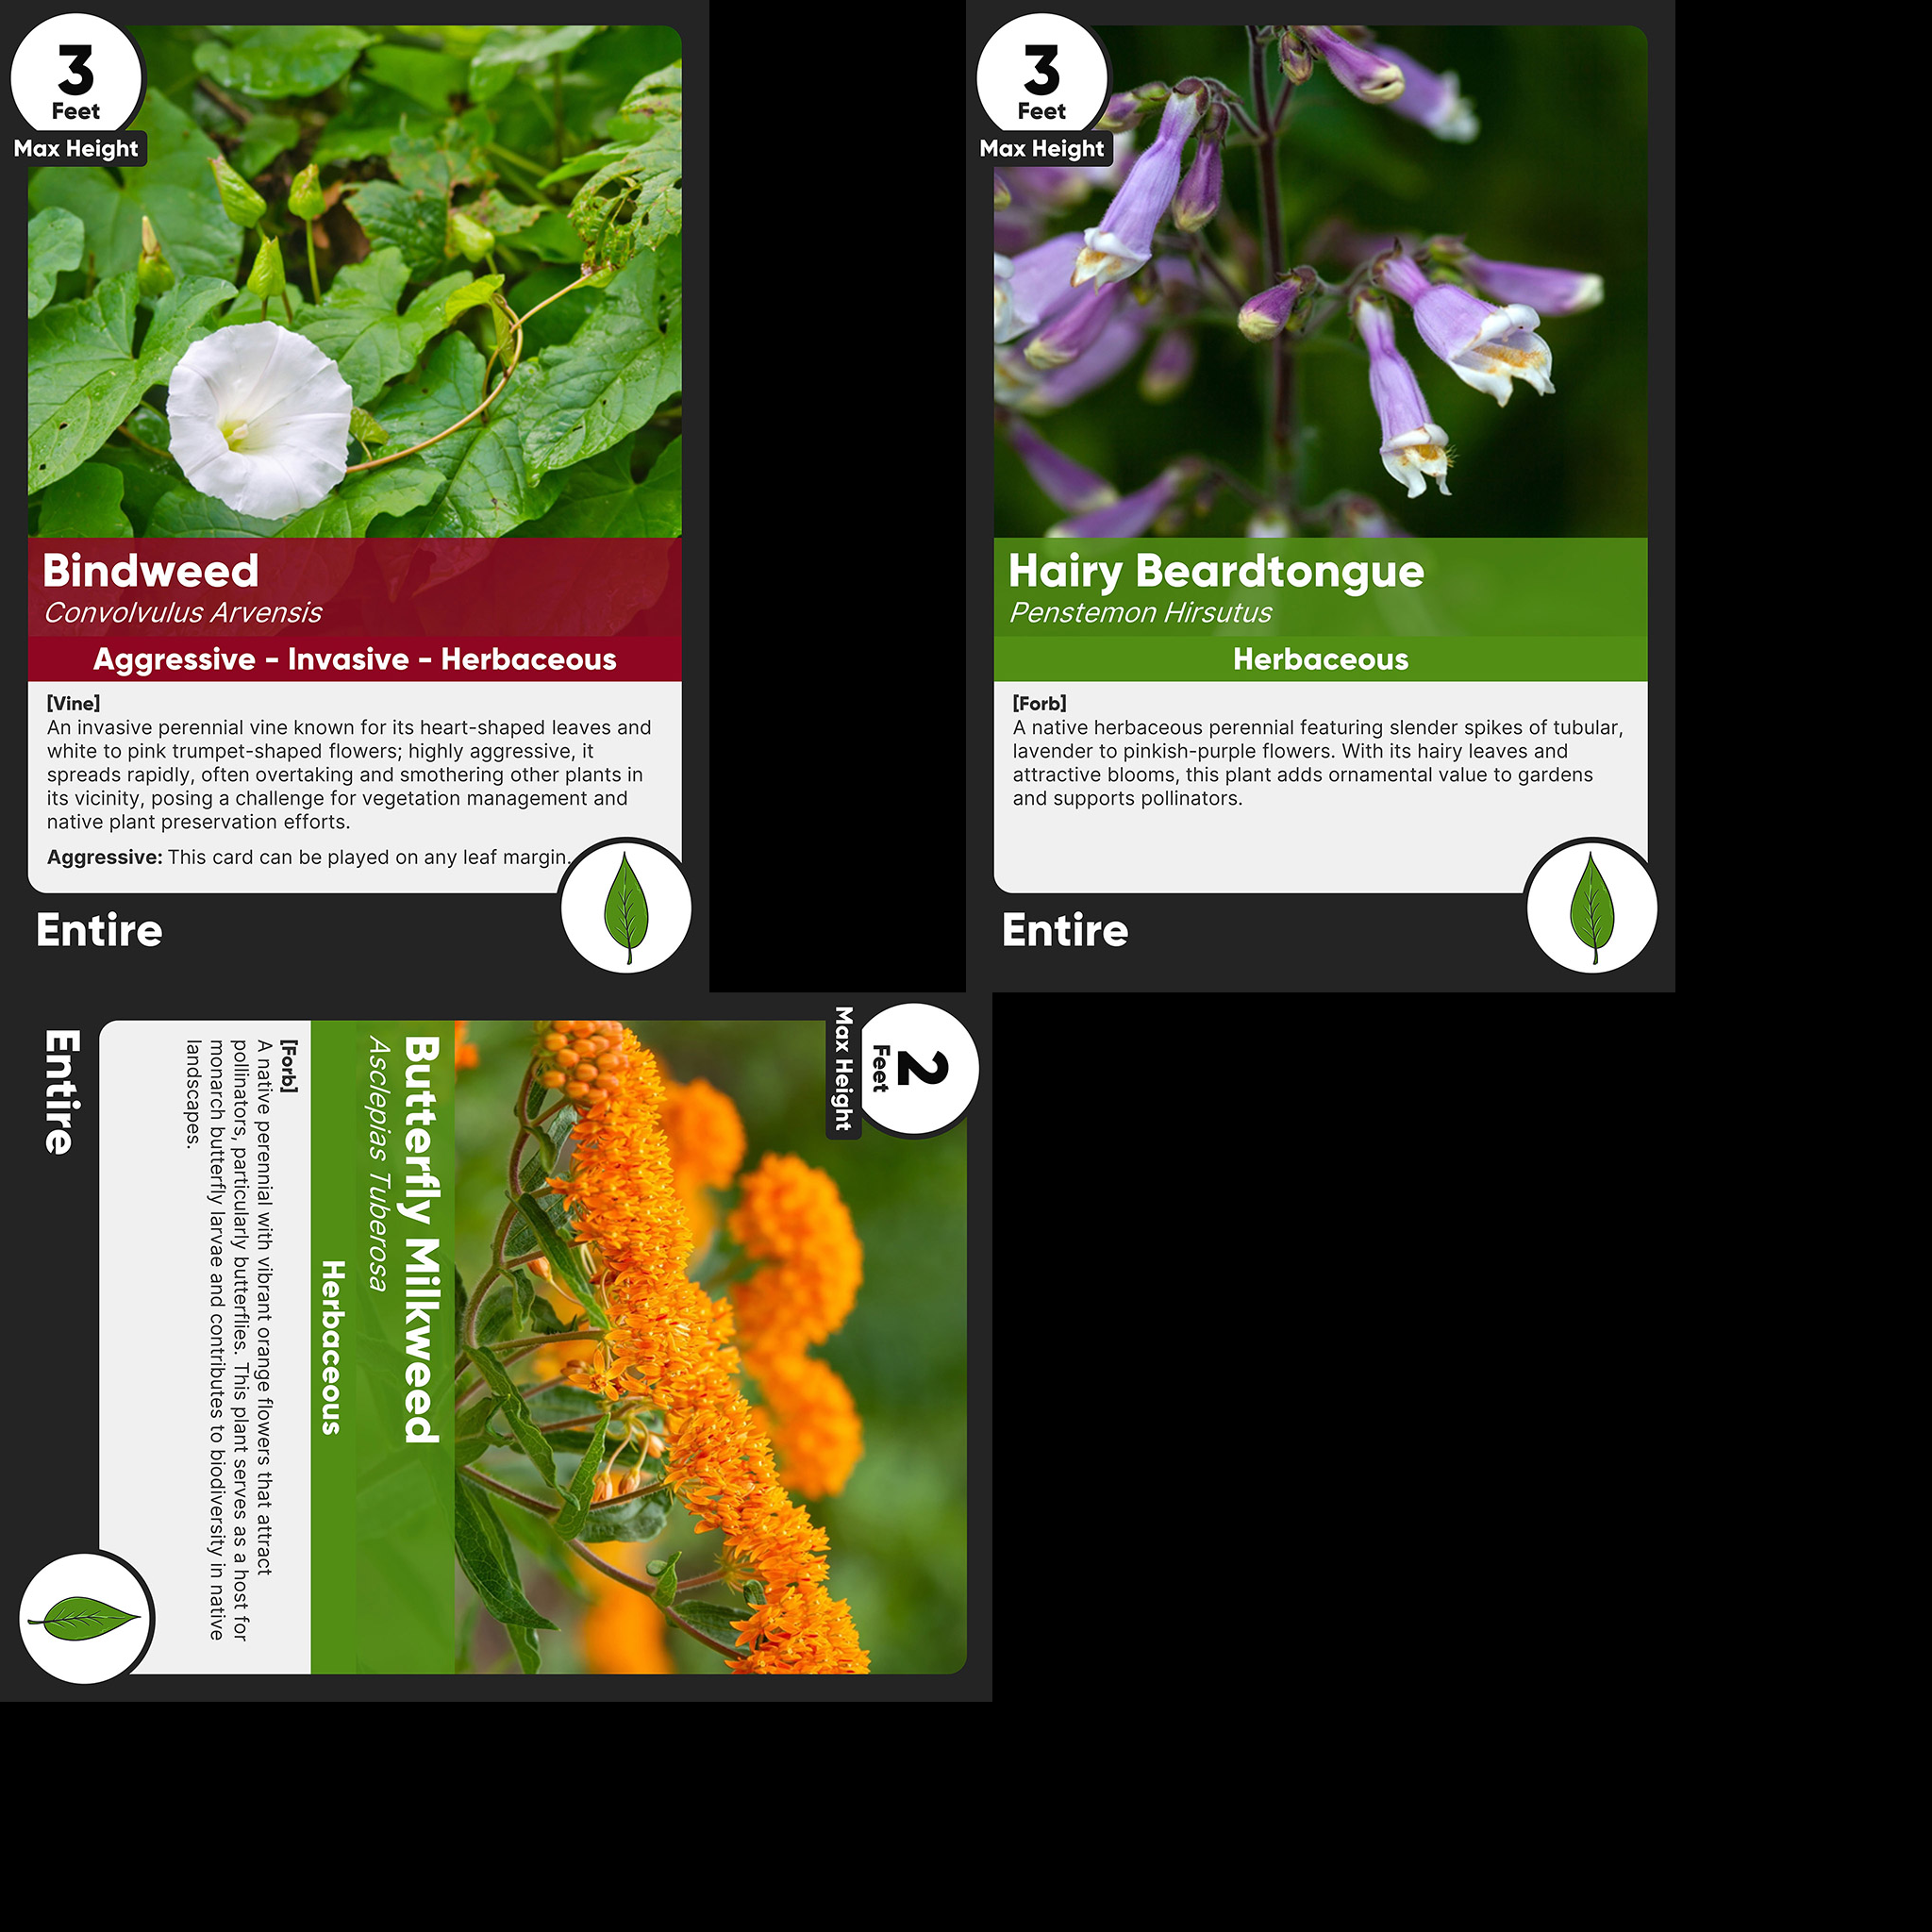 3
Feet
Max Height
Bindweed
Convolvulus Arvensis
Aggressive - Invasive - Herbaceous
[Vine]
An invasive perennial vine known for its heart-shaped leaves and
white to pink trumpet-shaped flowers; highly aggressive, it
spreads rapidly, often overtaking and smothering other plants in
its vicinity, posing a challenge for vegetation management and
native plant preservation efforts.
Aggressive: This card can be played on any leaf margin.
Entire
3
Feet
Max Height
Hairy Beardtongue
Penstemon Hirsutus
Herbaceous
[Forb]
A native herbaceous perennial featuring slender spikes of tubular,
lavender to pinkish-purple flowers. With its hairy leaves and
attractive blooms, this plant adds ornamental value to gardens
and supports pollinators.
Entire
2
Feet
Max Height
Butterfly Milkweed
Asclepias Tuberosa
Herbaceous
[Forb]
A native perennial with vibrant orange flowers that attract
pollinators, particularly butterflies. This plant serves as a host for
monarch butterfly larvae and contributes to biodiversity in native
landscapes.
Entire